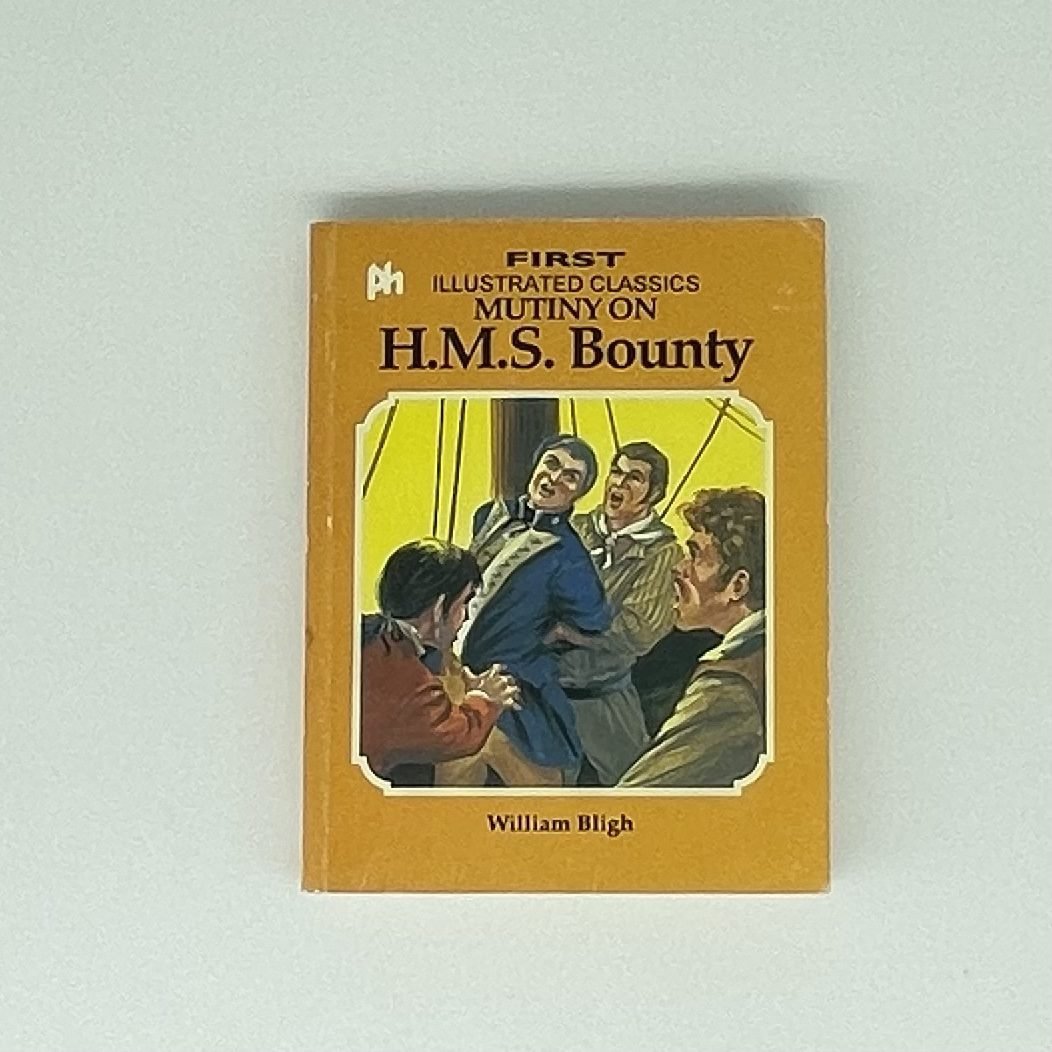 FIRST
Ph ILLUSTRATED CLASSICS
MUTINY ON
H.M.S. Bounty
William Bligh